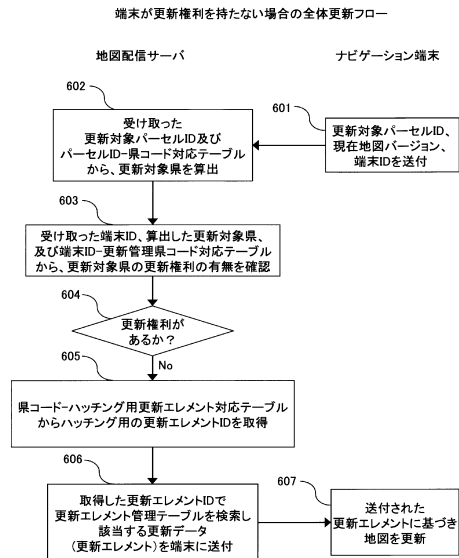 端末が更新権利を持たない場合の全体更新フロー
地図配信サーバ
ナビゲーション端末
602
受け取った
更新対象パーセルID及び
パーセルID-県コード対応テーブル
から、更新対象県を算出
601
更新対象パーセルID、
現在地図バージョン、
端末IDを送付
603
受け取った端末ID、算出した更新対象県、
及び端末ID-更新管理県コード対応テーブル
から、更新対象県の更新権利の有無を確認
604
更新権利が
あるか？
No
605
県コード-ハッチング用更新エレメント対応テーブル
からハッチング用の更新エレメントIDを取得
606
取得した更新エレメントIDで
更新エレメント管理テーブルを検索し
該当する更新データ
(更新エレメント)を端末に送付
607
送付された
更新エレメントに基づき
地図を更新